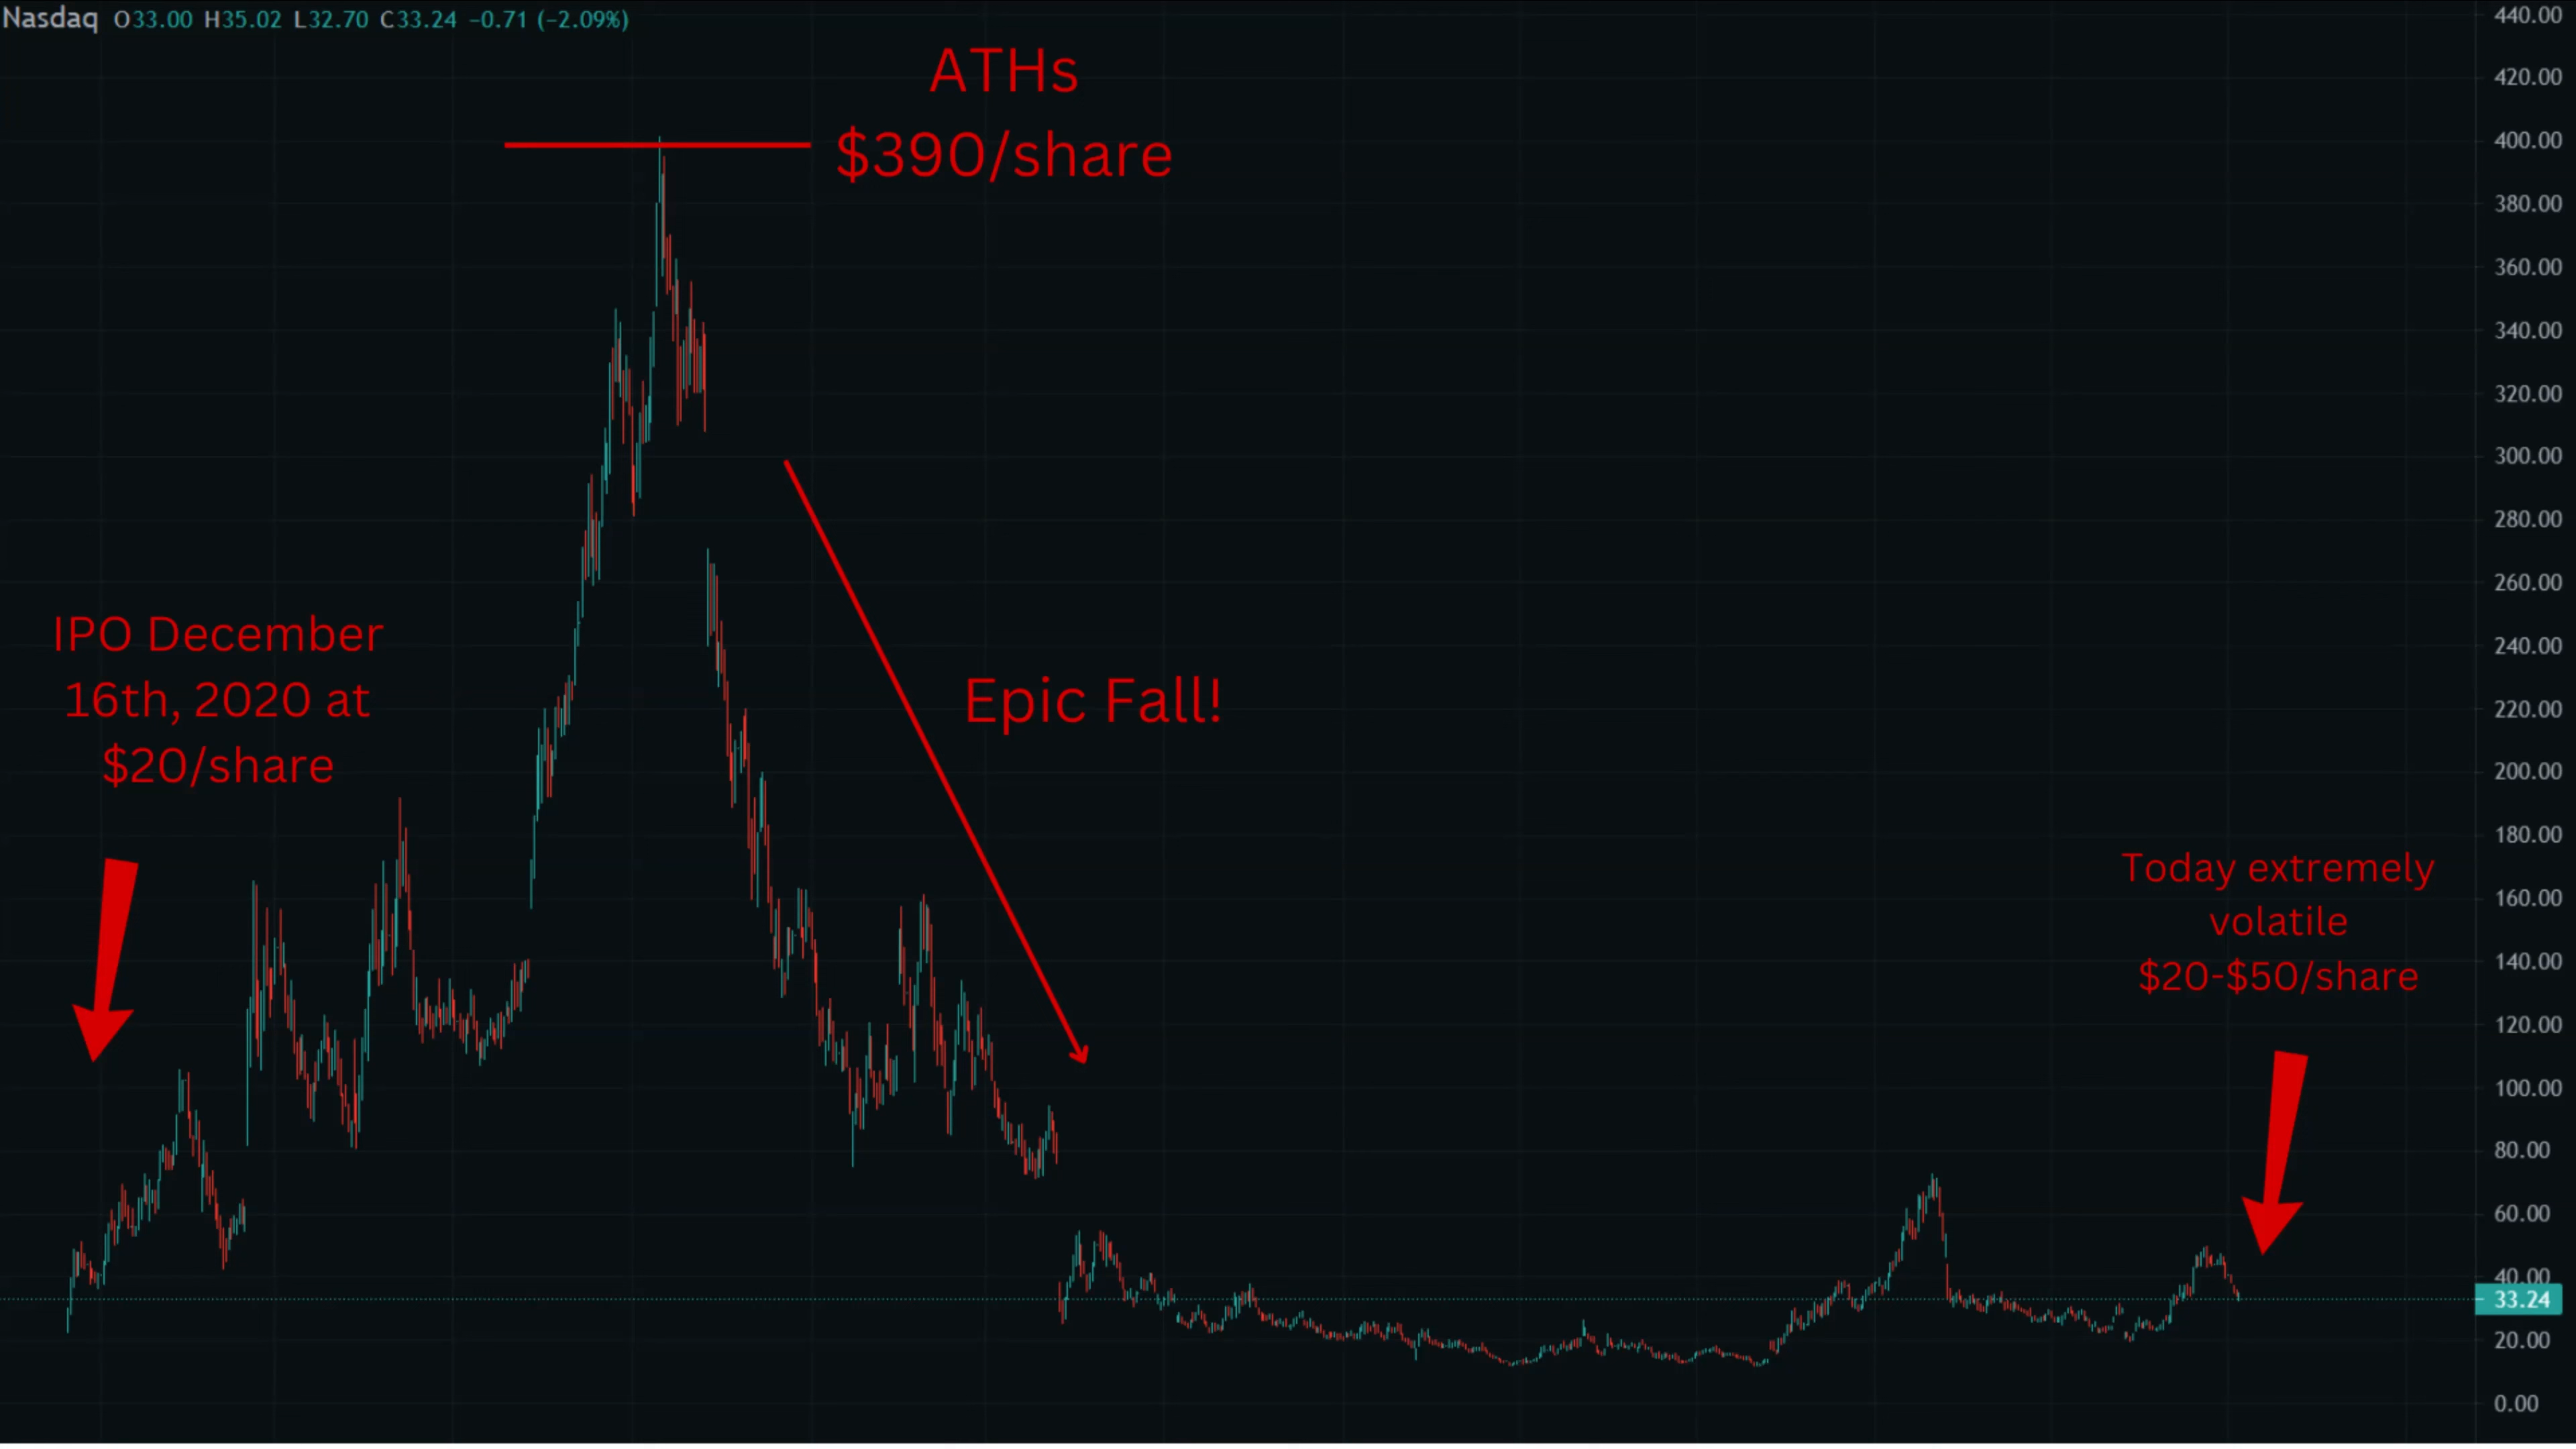 Nasdaq O33.00 H35.02 L32.70 C33.24 −0.71 (−2.09%)
ATHs
$390/share
IPO December
16th, 2020 at
$20/share
Epic Fall!
Today extremely
volatile
$20-$50/share
440.00
420.00
400.00
380.00
360.00
340.00
320.00
300.00
280.00
260.00
240.00
220.00
200.00
180.00
160.00
140.00
120.00
100.00
80.00
60.00
40.00
33.24
20.00
0.00